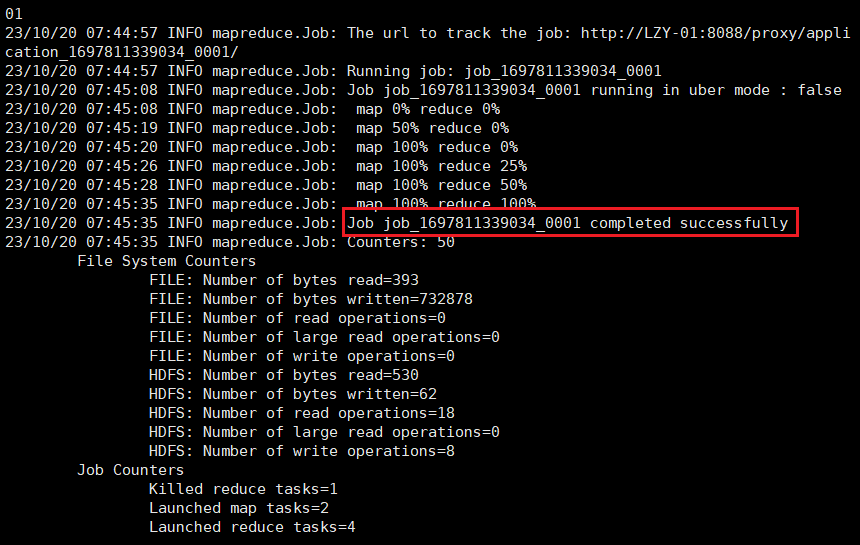 01
23/10/20 07:44:57 INFO mapreduce.Job: The url to track the job: http://LZY-01:8088/proxy/appli
cation_1697811339034_0001/
23/10/20 07:44:57 INFO mapreduce.Job: Running job: job_1697811339034_0001
23/10/20 07:45:08 INFO mapreduce.Job: Job job_1697811339034_0001 running in uber mode : false
23/10/20 07:45:08 INFO mapreduce.Job:  map 0% reduce 0%
23/10/20 07:45:19 INFO mapreduce.Job:  map 50% reduce 0%
23/10/20 07:45:20 INFO mapreduce.Job:  map 100% reduce 0%
23/10/20 07:45:26 INFO mapreduce.Job:  map 100% reduce 25%
23/10/20 07:45:28 INFO mapreduce.Job:  map 100% reduce 50%
23/10/20 07:45:35 INFO mapreduce.Job:  map 100% reduce 100%
23/10/20 07:45:35 INFO mapreduce.Job: Job job_1697811339034_0001 completed successfully
23/10/20 07:45:35 INFO mapreduce.Job: Counters: 50
File System Counters
FILE: Number of bytes read=393
FILE: Number of bytes written=732878
FILE: Number of read operations=0
FILE: Number of large read operations=0
FILE: Number of write operations=0
HDFS: Number of bytes read=530
HDFS: Number of bytes written=62
HDFS: Number of read operations=18
HDFS: Number of large read operations=0
HDFS: Number of write operations=8
Job Counters
Killed reduce tasks=1
Launched map tasks=2
Launched reduce tasks=4